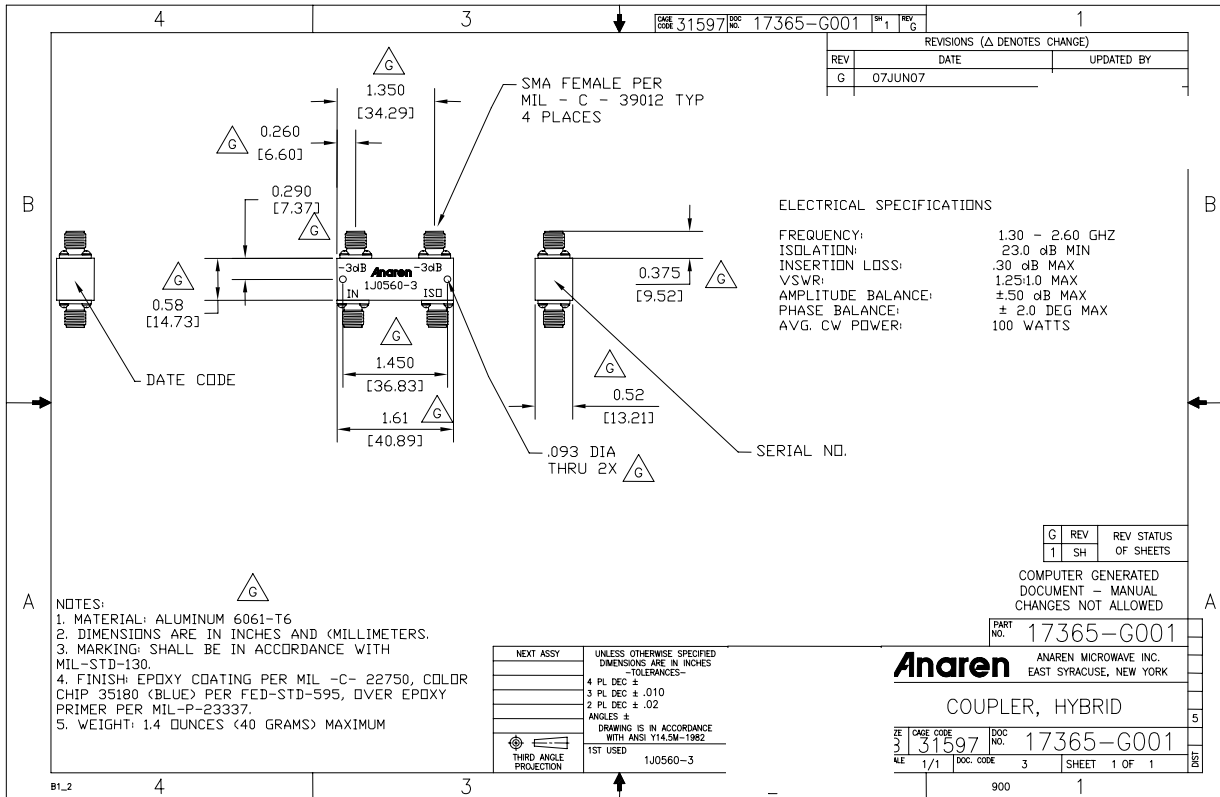 4
3
CAGE CODE 31597 DOC NO. 17365-G001 SH 1 REV G
1
REVISIONS (△ DENOTES CHANGE)
REV DATE UPDATED BY
G 07JUN07
G
1.350
[34.29]
SMA FEMALE PER
MIL - C - 39012 TYP
4 PLACES
G
0.260
[6.60]
0.290
[7.37]
G
B
B
ELECTRICAL SPECIFICATIONS
FREQUENCY: 1.30 - 2.60 GHZ
ISOLATION: 23.0 dB MIN
INSERTION LOSS: .30 dB MAX
VSWR: 1.25:1.0 MAX
AMPLITUDE BALANCE: ±.50 dB MAX
PHASE BALANCE: ± 2.0 DEG MAX
AVG. CW POWER: 100 WATTS
-3dB Anaren -3dB
1J0560-3
IN ISO
G
0.58
[14.73]
0.375
[9.52]
G
G
1.450
[36.83]
DATE CODE
G
0.52
[13.21]
1.61
[40.89]
G
.093 DIA
THRU 2X
G
SERIAL NO.
G REV REV STATUS
1 SH OF SHEETS
COMPUTER GENERATED
DOCUMENT - MANUAL
CHANGES NOT ALLOWED
A
A
G
NOTES:
1. MATERIAL: ALUMINUM 6061-T6
2. DIMENSIONS ARE IN INCHES AND (MILLIMETERS.
3. MARKING: SHALL BE IN ACCORDANCE WITH
MIL-STD-130.
4. FINISH: EPOXY COATING PER MIL -C- 22750, COLOR
CHIP 35180 (BLUE) PER FED-STD-595, OVER EPOXY
PRIMER PER MIL-P-23337.
5. WEIGHT: 1.4 OUNCES (40 GRAMS) MAXIMUM
NEXT ASSY
UNLESS OTHERWISE SPECIFIED
DIMENSIONS ARE IN INCHES
-TOLERANCES-
4 PL DEC ±
3 PL DEC ± .010
2 PL DEC ± .02
ANGLES ±
DRAWING IS IN ACCORDANCE
WITH ANSI Y14.5M-1982
THIRD ANGLE
PROJECTION
1ST USED
1J0560-3
PART NO. 17365-G001
Anaren
ANAREN MICROWAVE INC.
EAST SYRACUSE, NEW YORK
COUPLER, HYBRID
5
CAGE CODE 31597 DOC NO. 17365-G001
1/1 DOC. CODE 3 SHEET 1 OF 1
DIST
B1_2
4
3
900
1